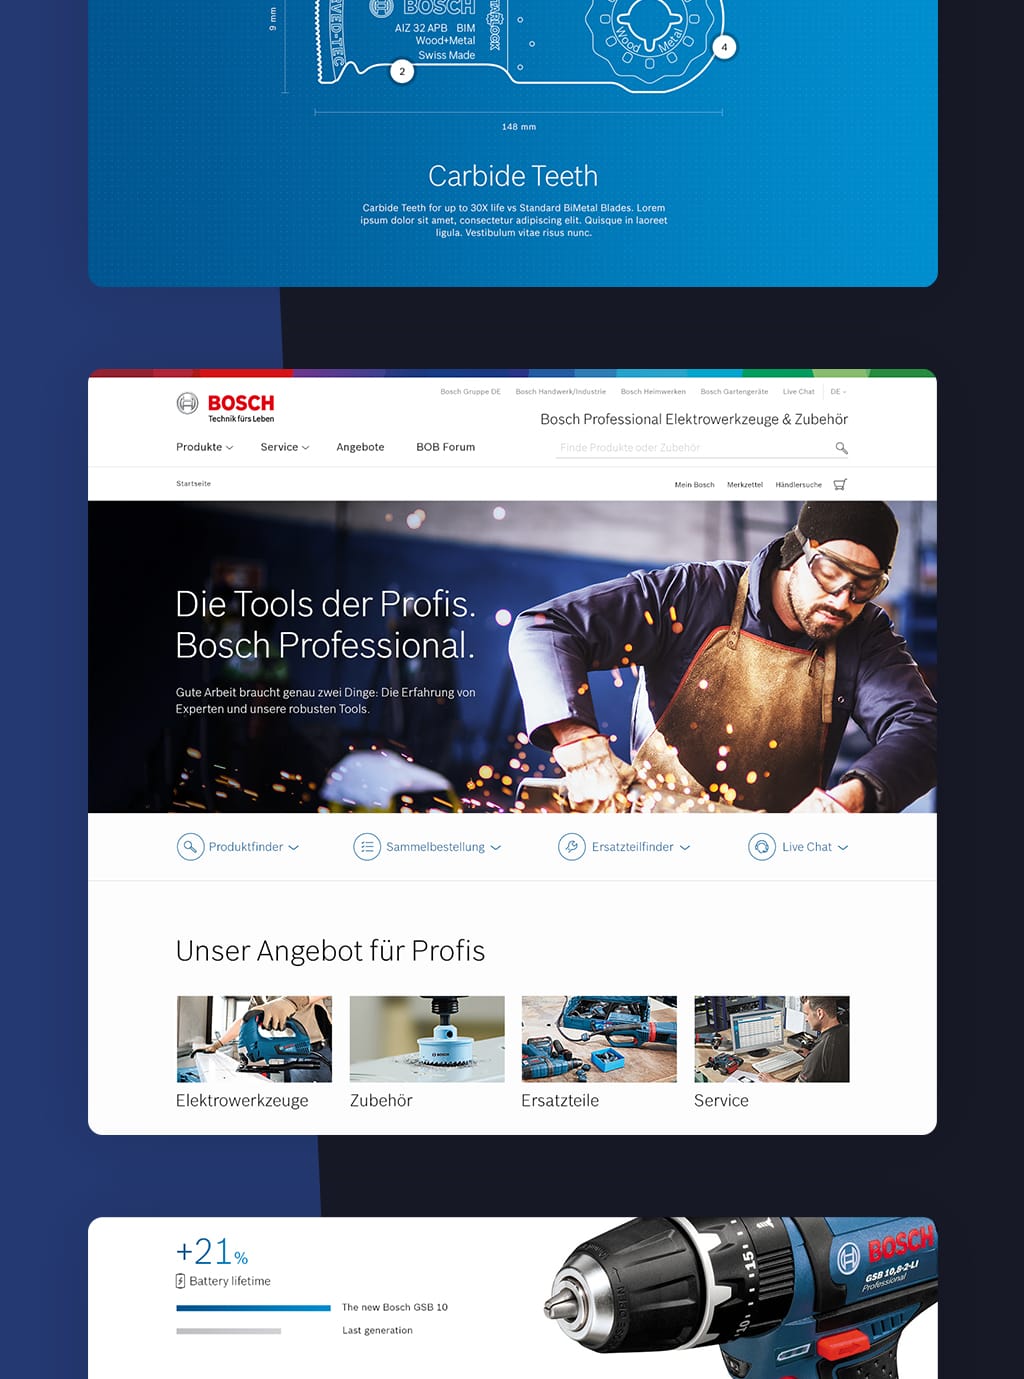 BOSCH
9 mm
VED-TEC
AIZ 32 APB BIM
Wood+Metal
Swiss Made
STARLOCK
Wood Metal
2
4
148 mm
Carbide Teeth
Carbide Teeth for up to 30X life vs Standard BiMetal Blades. Lorem
ipsum dolor sit amet, consectetur adipiscing elit. Quisque in laoreet
ligula. Vestibulum vitae risus nunc.
Bosch Gruppe DE Bosch Handwerk/Industrie Bosch Heimwerken Bosch Gartengeräte Live Chat DE
BOSCH
Technik fürs Leben
Bosch Professional Elektrowerkzeuge & Zubehör
Produkte Service Angebote BOB Forum
Finde Produkte oder Zubehör
Startseite
Mein Bosch Merkzettel Händlersuche
Die Tools der Profis.
Bosch Professional.
Gute Arbeit braucht genau zwei Dinge: Die Erfahrung von
Experten und unsere robusten Tools.
Produktfinder Sammelbestellung Ersatzteilfinder Live Chat
Unser Angebot für Profis
BOSCH
Elektrowerkzeuge Zubehör Ersatzteile Service
+21%
Battery lifetime
The new Bosch GSB 10
Last generation
BOSCH
GSB 10,8-2-LI
Professional
15
10